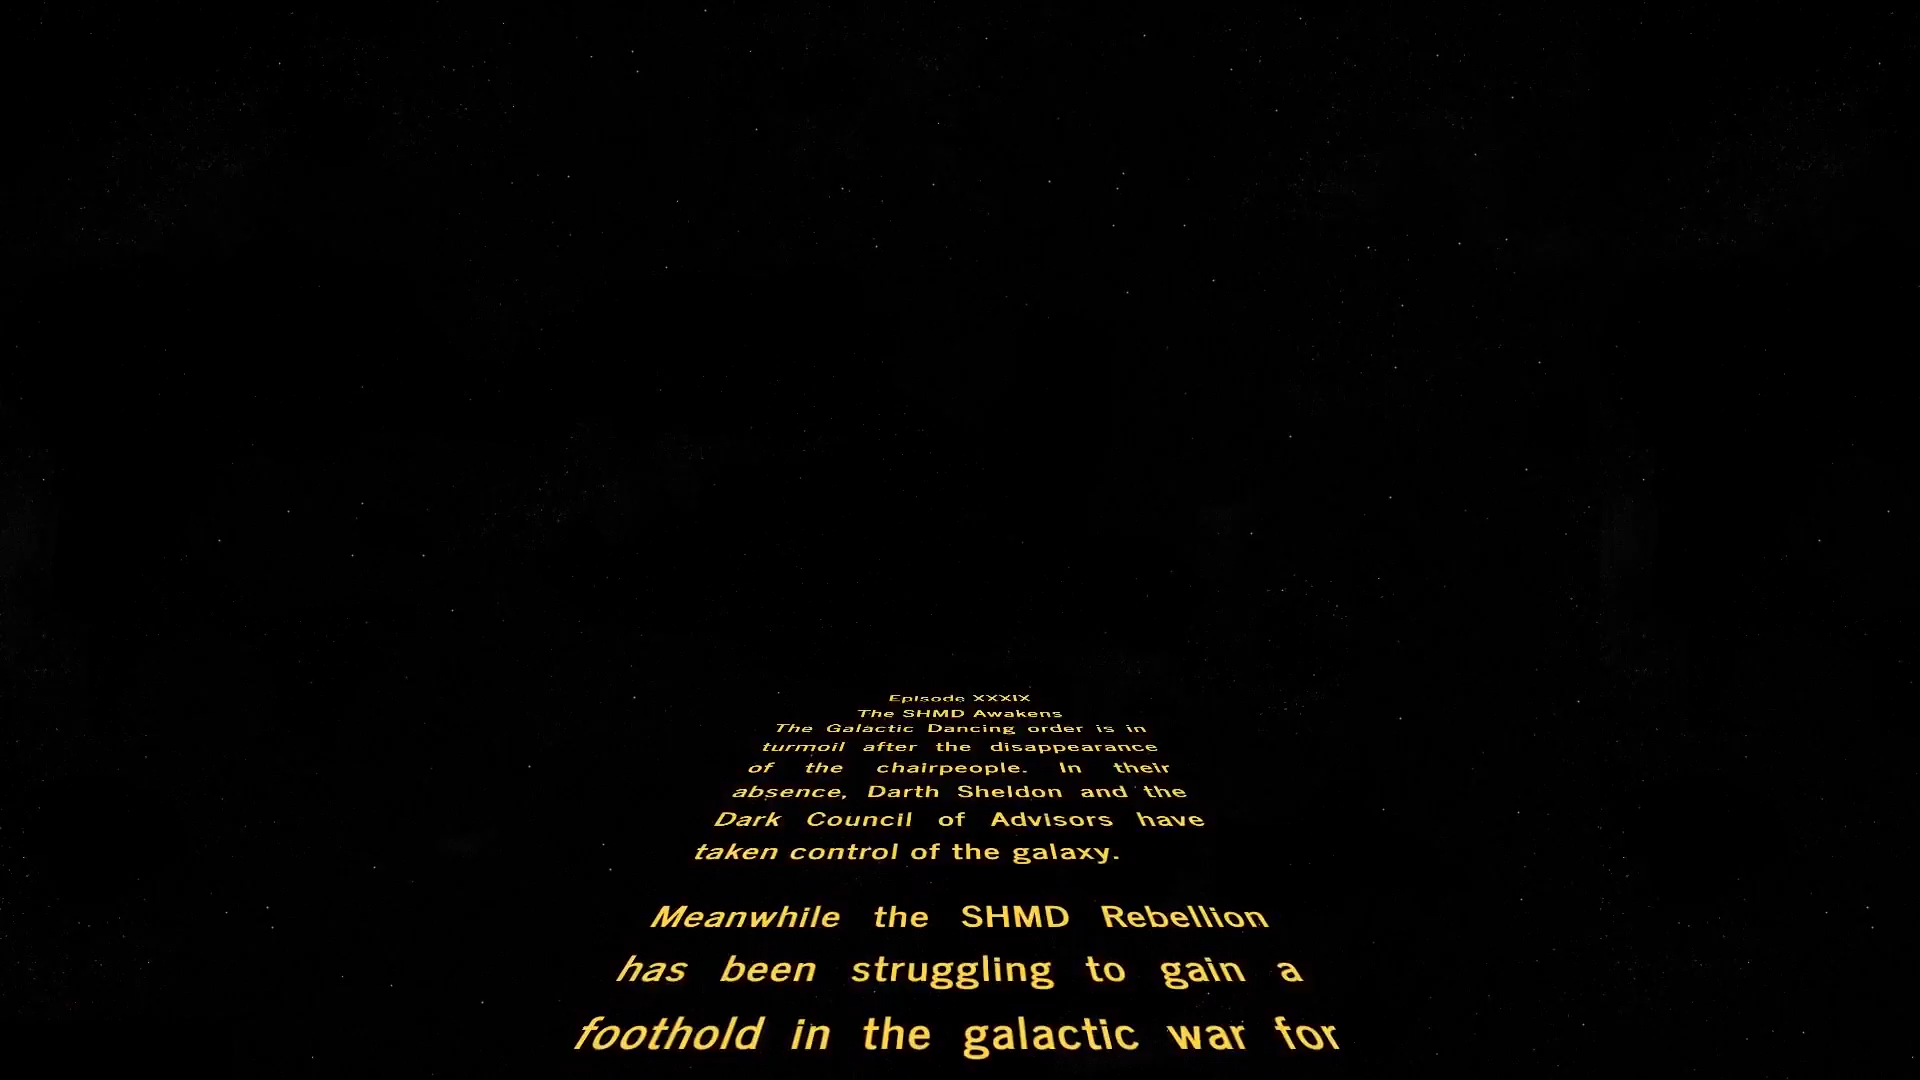 Episode XXXIX
The SHMD Awakens
The Galactic Dancing order is in
turmoil after the disappearance
of the chairpeople. In their
absence, Darth Sheldon and the
Dark Council of Advisors have
taken control of the galaxy.
Meanwhile the SHMD Rebellion
has been struggling to gain a
foothold in the galactic war for